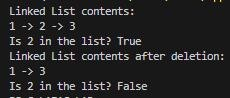 Linked List contents:
1 -> 2 -> 3
Is 2 in the list? True
Linked List contents after deletion:
1 -> 3
Is 2 in the list? False